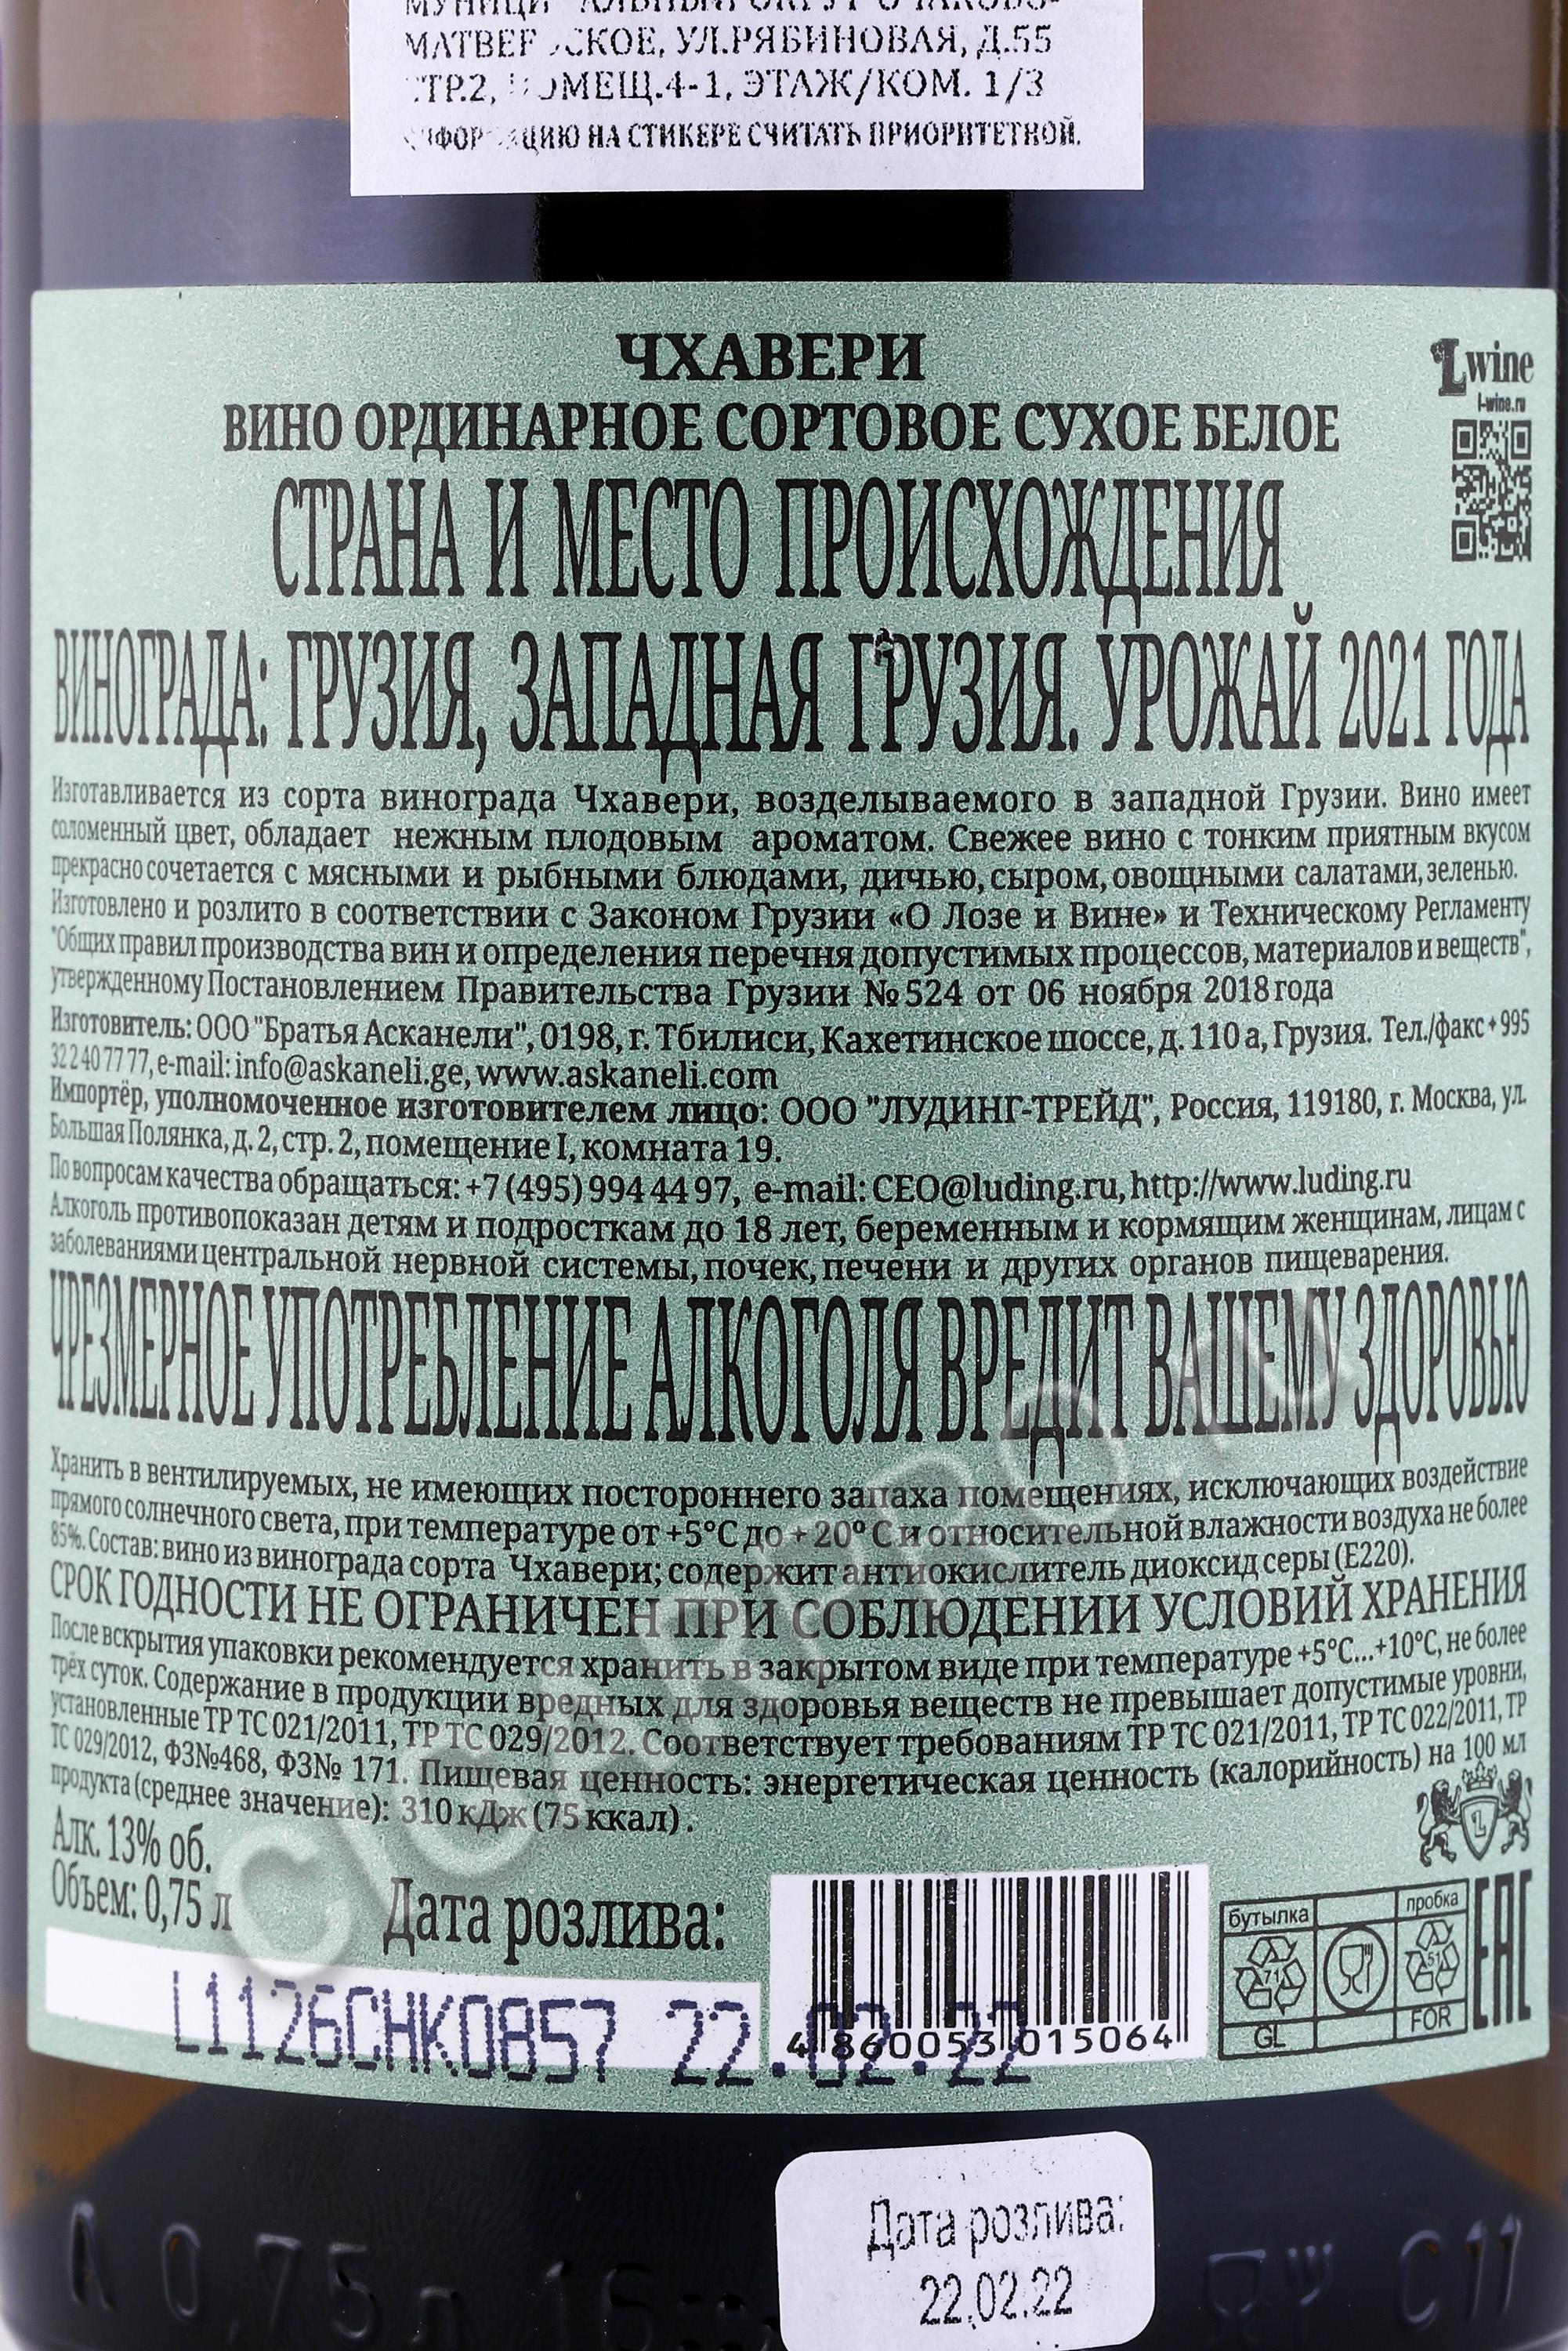 СКОЕ, УЛ.РЯБИНОВАЯ, Д.55
4-1, ЭТАЖ/КОМ. 1/3
НА СТИКЕРЕ СЧИТАТЬ ПРИОРИТЕТНОЙ.
ЧХАВЕРИ
Lwine
l-wine.ru
ВИНО ОРДИНАРНОЕ СОРТОВОЕ СУХОЕ БЕЛОЕ
СТРАНА И МЕСТО ПРОИСХОЖДЕНИЯ
ВИНОГРАДА: ГРУЗИЯ, ЗАПАДНАЯ ГРУЗИЯ. УРОЖАЙ 2021 ГОДА
Изготавливается из сорта винограда Чхавери, возделываемого в западной Грузии. Вино имеет
соломенный цвет, обладает нежным плодовым ароматом. Свежее вино с тонким приятным вкусом
прекрасно сочетается с мясными и рыбными блюдами, дичью, сыром, овощными салатами, зеленью.
Изготовлено и розлито в соответствии с Законом Грузии «О Лозе и Вине» и Техническому Регламенту
"Общих правил производства вин и определения перечня допустимых процессов, материалов и веществ",
утвержденному Постановлением Правительства Грузии №524 от 06 ноября 2018 года
Изготовитель: ООО "Братья Асканели", 0198, г. Тбилиси, Кахетинское шоссе, д. 110 а, Грузия. Тел./факс +995
32 240 77 77, e-mail: info@askaneli.ge, www.askaneli.com
Импортёр, уполномоченное изготовителем лицо: ООО "ЛУДИНГ-ТРЕЙД", Россия, 119180, г. Москва, ул.
Большая Полянка, д. 2, стр. 2, помещение I, комната 19.
По вопросам качества обращаться: +7 (495) 994 44 97, e-mail: CEO@luding.ru, http://www.luding.ru
Алкоголь противопоказан детям и подросткам до 18 лет, беременным и кормящим женщинам, лицам с
заболеваниями центральной нервной системы, почек, печени и других органов пищеварения.
ЧРЕЗМЕРНОЕ УПОТРЕБЛЕНИЕ АЛКОГОЛЯ ВРЕДИТ ВАШЕМУ ЗДОРОВЬЮ
Хранить в вентилируемых, не имеющих постороннего запаха помещениях, исключающих воздействие
прямого солнечного света, при температуре от +5°С до + 20° С и относительной влажности воздуха не более
85%. Состав: вино из винограда сорта Чхавери; содержит антиокислитель диоксид серы (Е220).
СРОК ГОДНОСТИ НЕ ОГРАНИЧЕН ПРИ СОБЛЮДЕНИИ УСЛОВИЙ ХРАНЕНИЯ
После вскрытия упаковки рекомендуется хранить в закрытом виде при температуре +5°С...+10°С, не более
трёх суток. Содержание в продукции вредных для здоровья веществ не превышает допустимые уровни,
установленные ТР ТС 021/2011, ТР ТС 029/2012. Соответствует требованиям ТР ТС 021/2011, ТР ТС 022/2011, ТР
ТС 029/2012, ФЗ№468, ФЗ№ 171. Пищевая ценность: энергетическая ценность (калорийность) на 100 мл
продукта (среднее значение): 310 кДж (75 ккал) .
Алк. 13% об.
Объем: 0,75 л
Дата розлива:
L1126CHK0857 22.02.22
4 860053 015064
бутылка пробка
71 51
GL FOR
EAC
CIGARPRO.RU
Дата розлива:
22.02.22
0,75 л 16
С 11